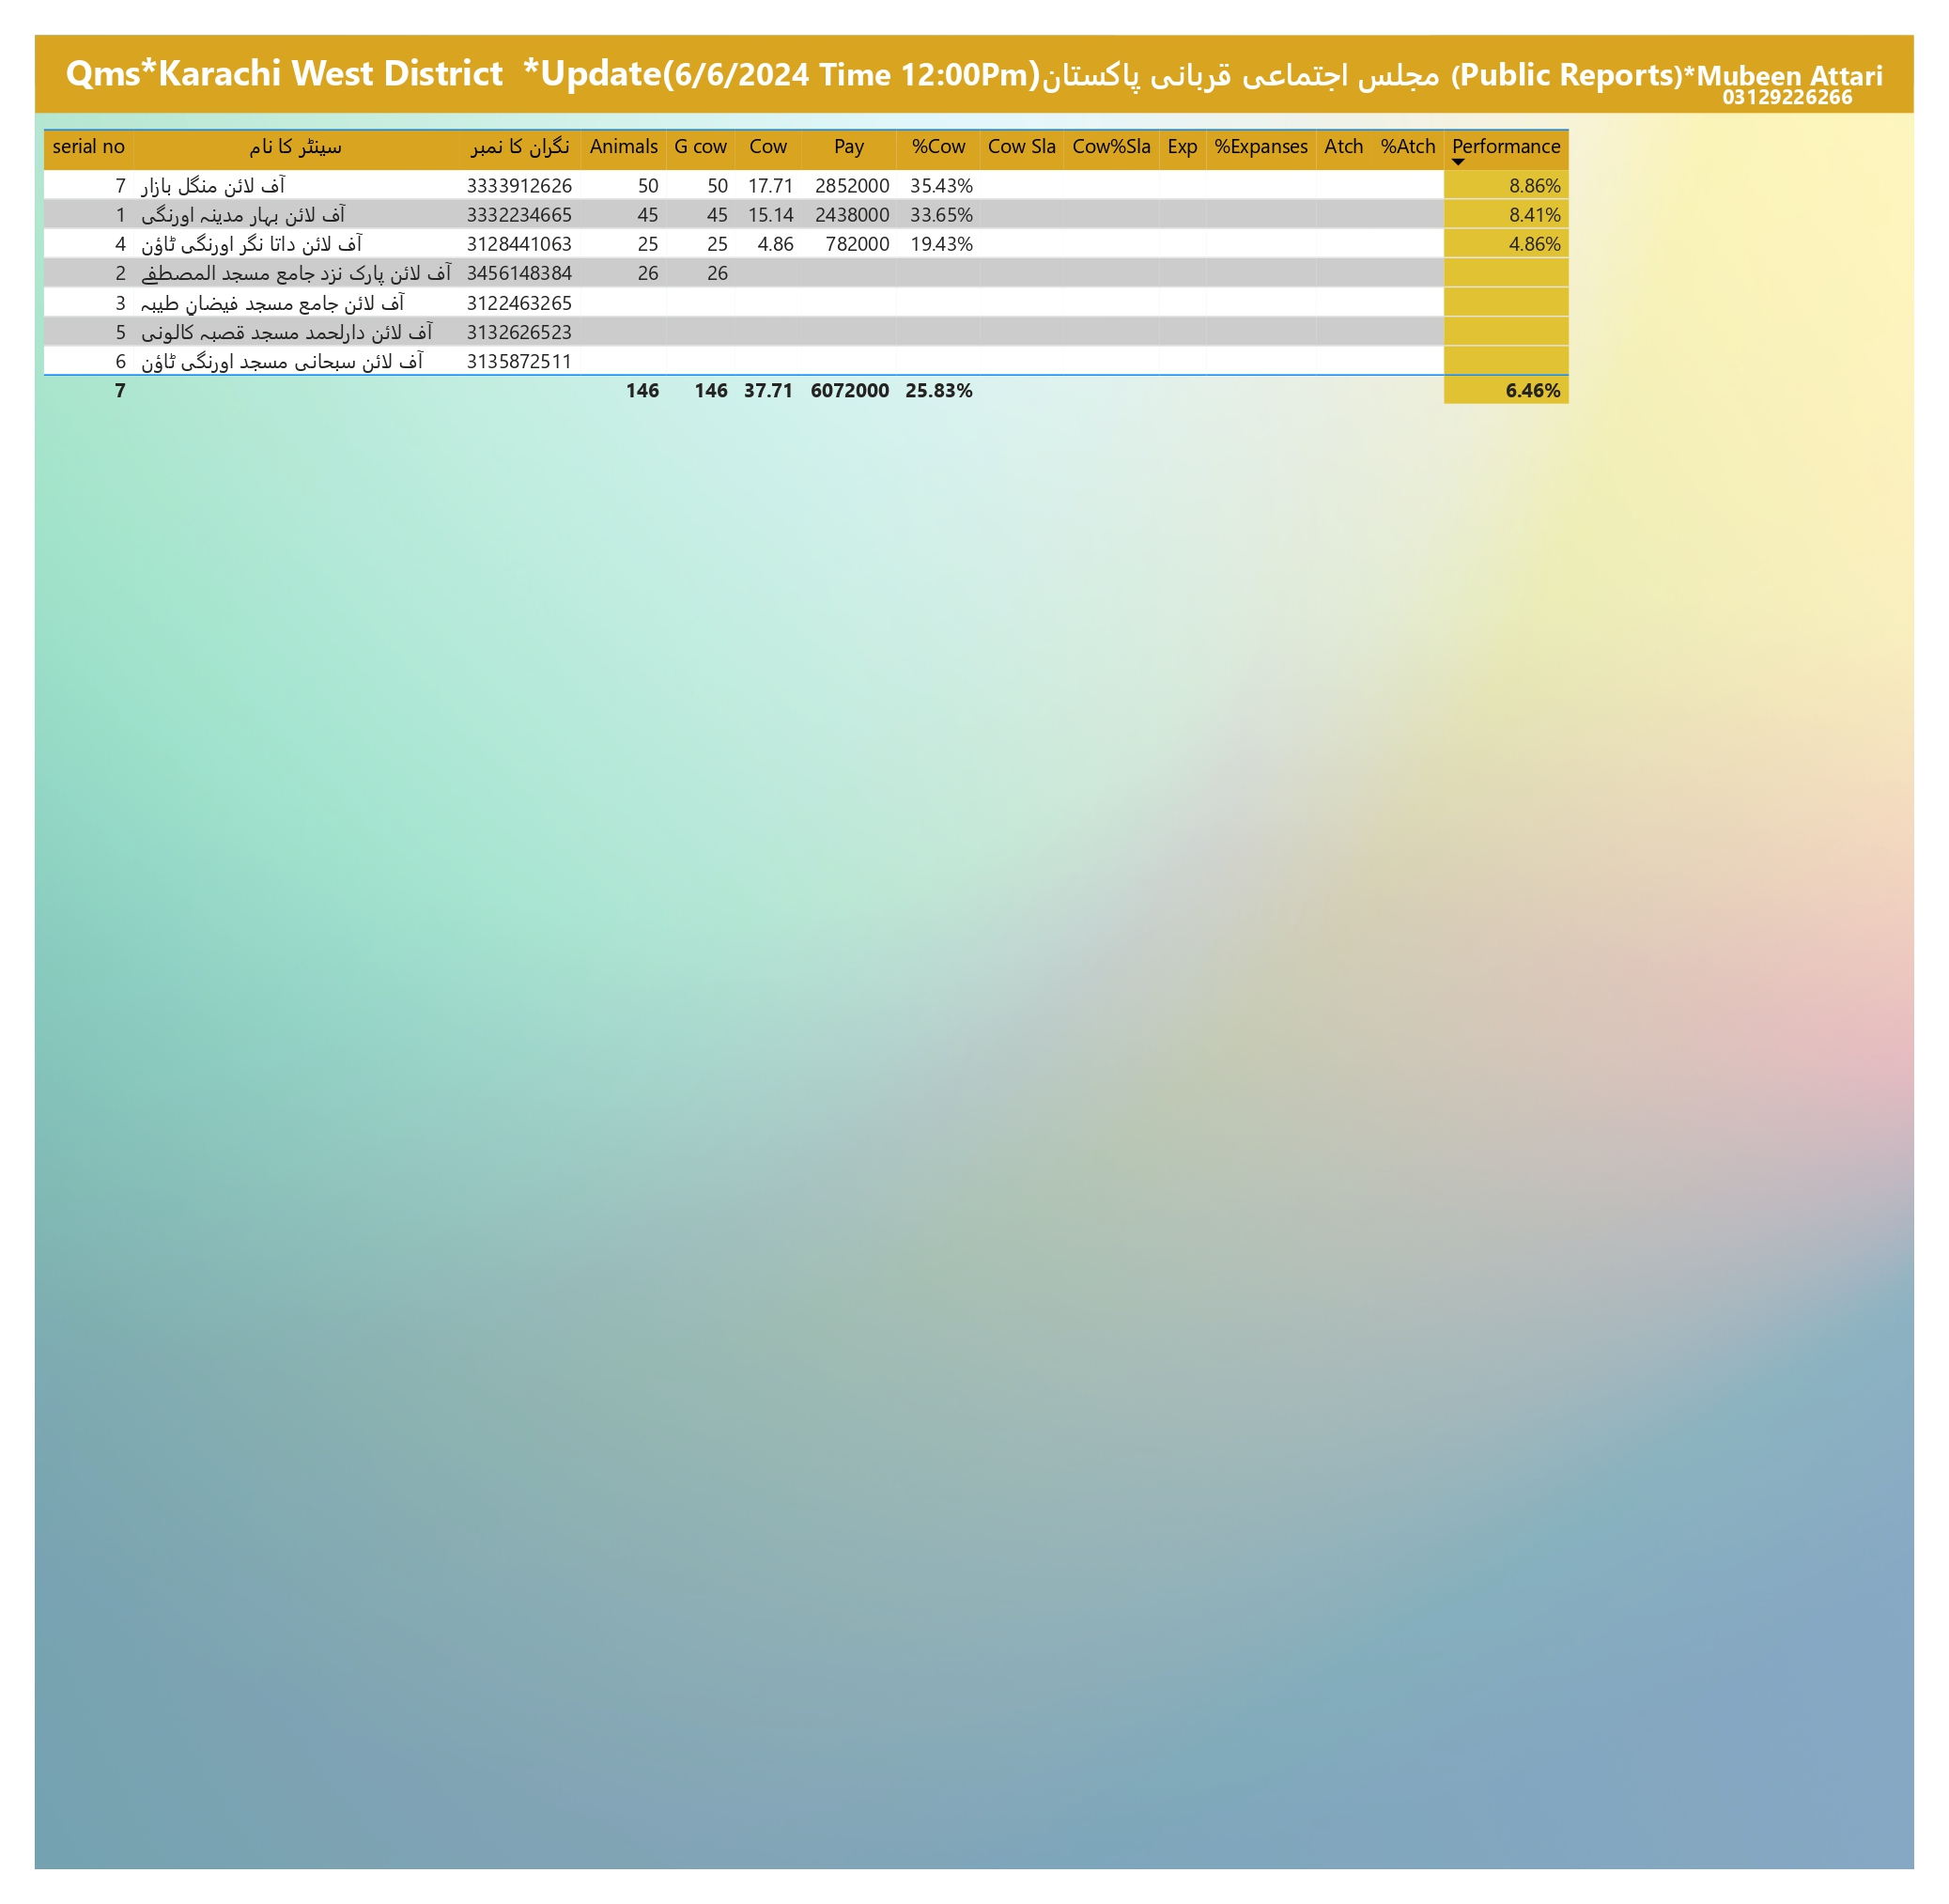 Qms*Karachi West District *Update(6/6/2024 Time 12:00Pm)مجلس اجتماعی قربانی پاکستان (Public Reports)*Mubeen Attari
03129226266
serial no سینٹر کا نام نگران کا نمبر Animals G cow Cow Pay %Cow Cow Sla Cow%Sla Exp %Expanses Atch %Atch Performance
7 آف لائن منگل بازار 3333912626 50 50 17.71 2852000 35.43% 8.86%
1 آف لائن بہار مدینہ اورنگی 3332234665 45 45 15.14 2438000 33.65% 8.41%
4 آف لائن داتا نگر اورنگی ٹاؤن 3128441063 25 25 4.86 782000 19.43% 4.86%
2 آف لائن پارک نزد جامع مسجد المصطفے 3456148384 26 26
3 آف لائن جامع مسجد فیضانِ طیبہ 3122463265
5 آف لائن دارلحمد مسجد قصبہ کالونی 3132626523
6 آف لائن سبحانی مسجد اورنگی ٹاؤن 3135872511
7 146 146 37.71 6072000 25.83% 6.46%